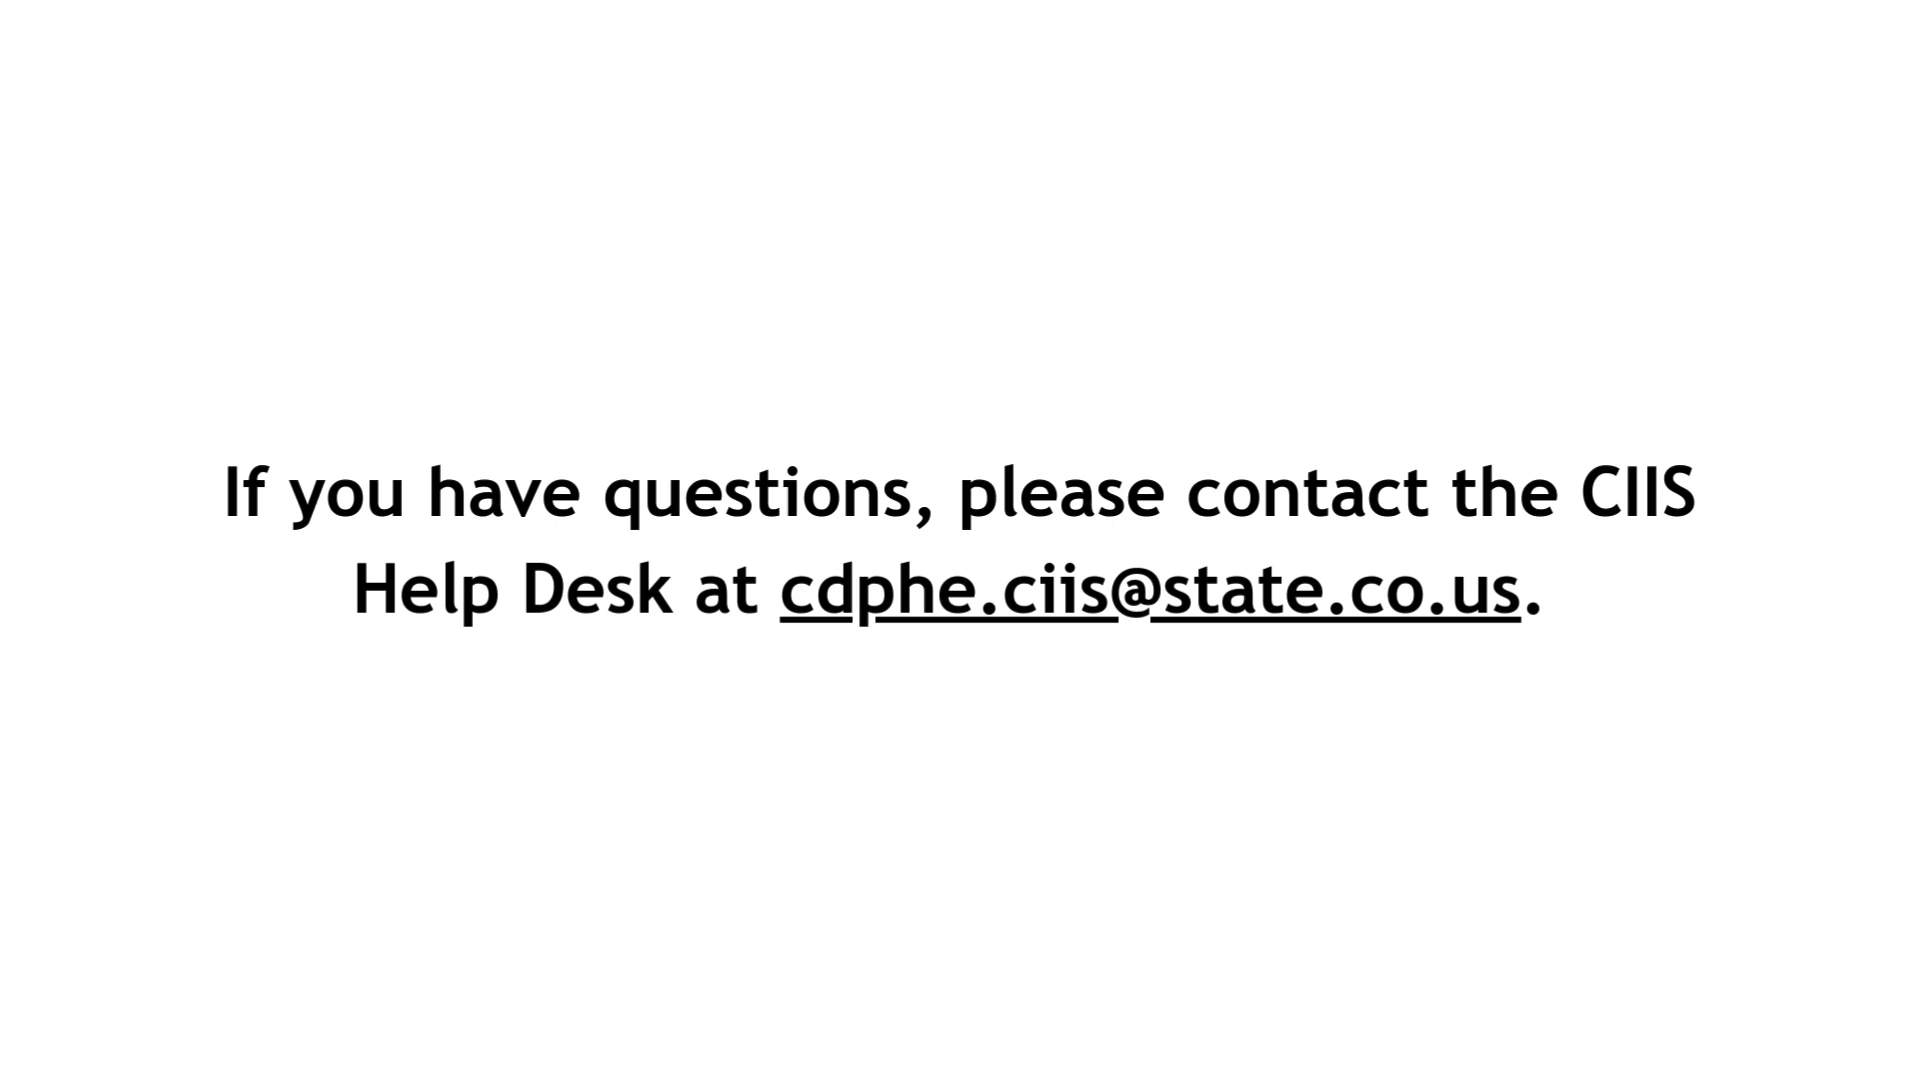 If you have questions, please contact the CIIS
Help Desk at cdphe.ciis@state.co.us.